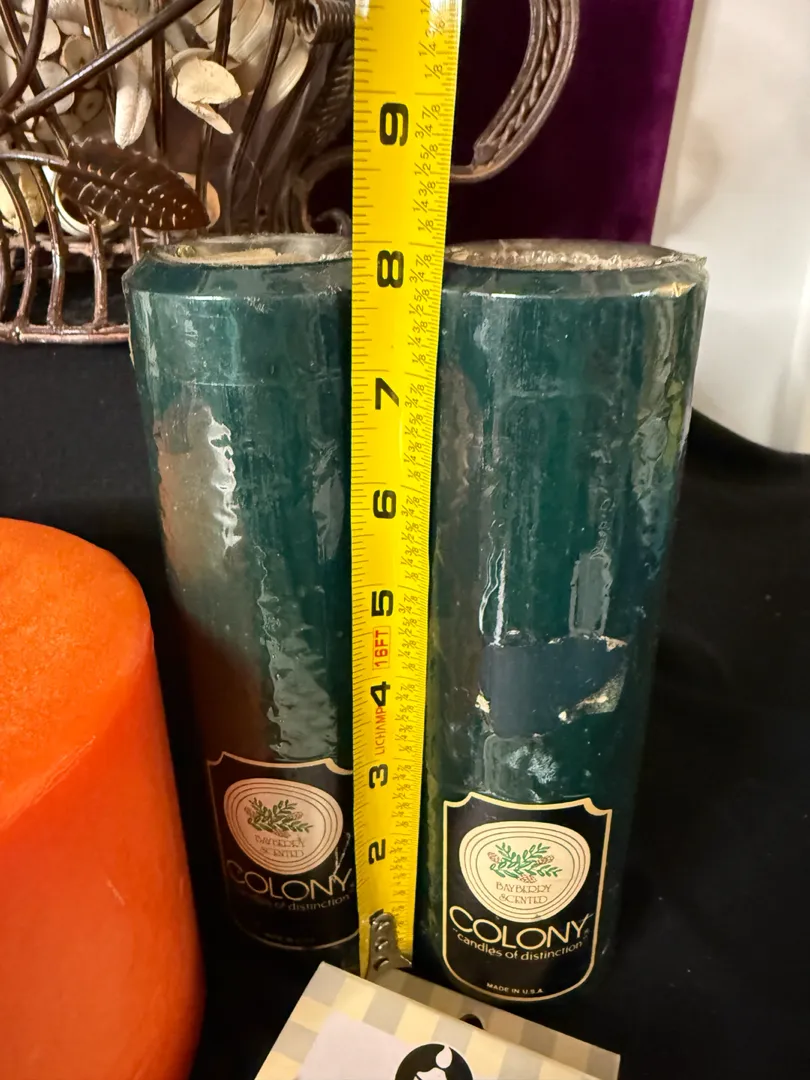 9
8
7
6
5
16FT
4
LICHAMP
3
2
BAYBERRY
SCENTED
COLONY
candles of distinction"
BAYBERRY
SCENTED
COLONY
"candles of distinction"
MADE IN U.S.A.